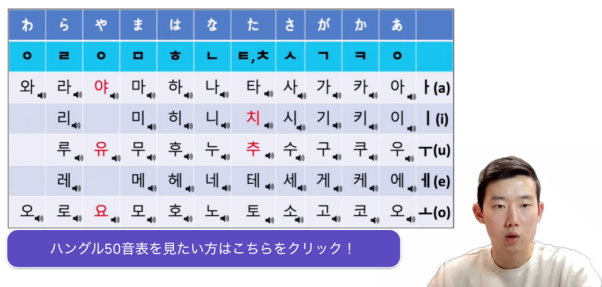 わ ら や ま は な た さ が か あ
ㅇ ㄹ ㅇ ㅁ ㅎ ㄴ ㅌ,ㅊ ㅅ ㄱ ㅋ ㅇ
와 라 야 마 하 나 타 사 가 카 아 ㅏ(a)
리 미 히 니 치 시 기 키 이 ㅣ(i)
루 유 무 후 누 추 수 구 쿠 우 ㅜ(u)
레 메 헤 네 테 세 게 케 에 ㅔ(e)
오 로 요 모 호 노 토 소 고 코 오 ㅗ(o)
ハングル50音表を見たい方はこちらをクリック！